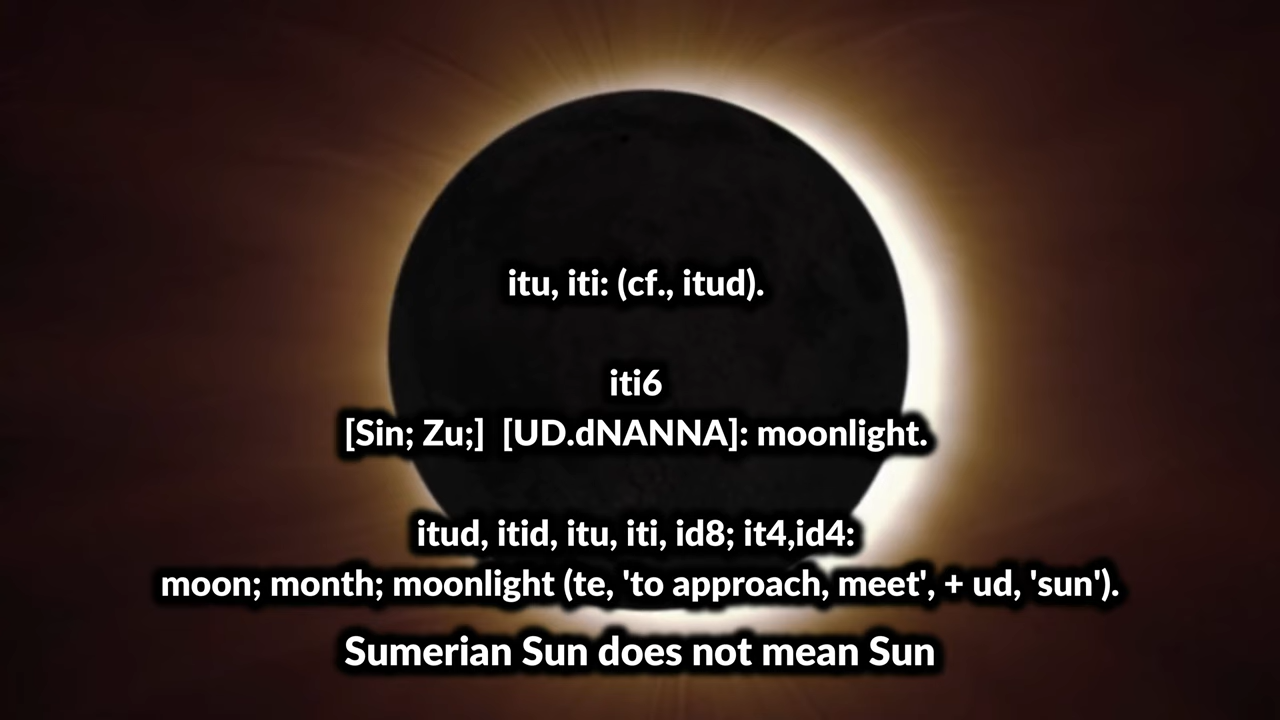 itu, iti: (cf., itud).
iti6
[Sin; Zu;] [UD.dNANNA]: moonlight.
itud, itid, itu, iti, id8; it4,id4:
moon; month; moonlight (te, 'to approach, meet', + ud, 'sun').
Sumerian Sun does not mean Sun